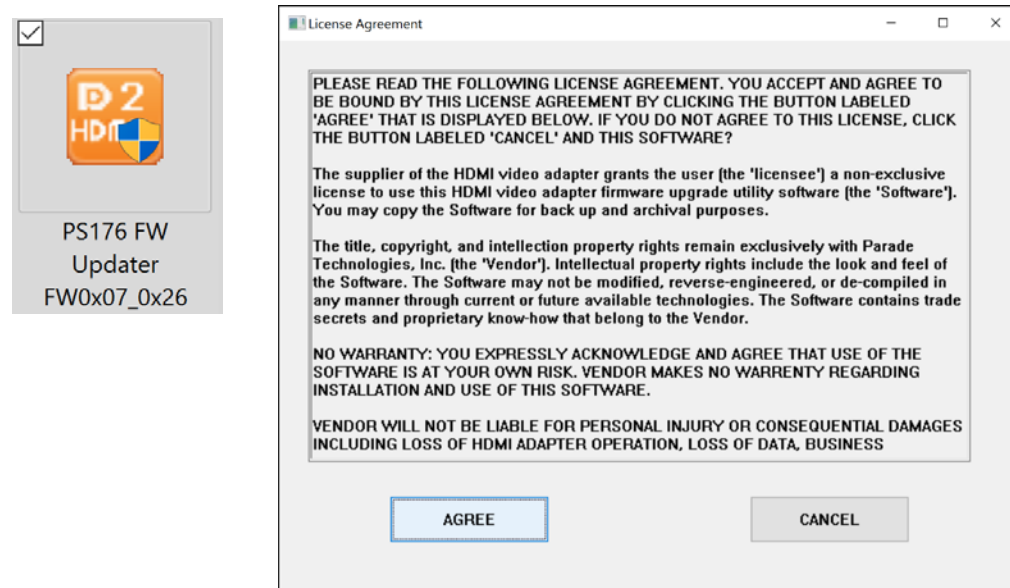 D 2
HDM
PS176 FW
Updater
FW0x07_0x26
License Agreement
PLEASE READ THE FOLLOWING LICENSE AGREEMENT. YOU ACCEPT AND AGREE TO
BE BOUND BY THIS LICENSE AGREEMENT BY CLICKING THE BUTTON LABELED
'AGREE' THAT IS DISPLAYED BELOW. IF YOU DO NOT AGREE TO THIS LICENSE, CLICK
THE BUTTON LABELED 'CANCEL' AND THIS SOFTWARE?
The supplier of the HDMI video adapter grants the user (the 'licensee') a non-exclusive
license to use this HDMI video adapter firmware upgrade utility software (the 'Software').
You may copy the Software for back up and archival purposes.
The title, copyright, and intellection property rights remain exclusively with Parade
Technologies, Inc. (the 'Vendor'). Intellectual property rights include the look and feel of
the Software. The Software may not be modified, reverse-engineered, or de-compiled in
any manner through current or future available technologies. The Software contains trade
secrets and proprietary know-how that belong to the Vendor.
NO WARRANTY: YOU EXPRESSLY ACKNOWLEDGE AND AGREE THAT USE OF THE
SOFTWARE IS AT YOUR OWN RISK. VENDOR MAKES NO WARRENTY REGARDING
INSTALLATION AND USE OF THIS SOFTWARE.
VENDOR WILL NOT BE LIABLE FOR PERSONAL INJURY OR CONSEQUENTIAL DAMAGES
INCLUDING LOSS OF HDMI ADAPTER OPERATION, LOSS OF DATA, BUSINESS
AGREE
CANCEL